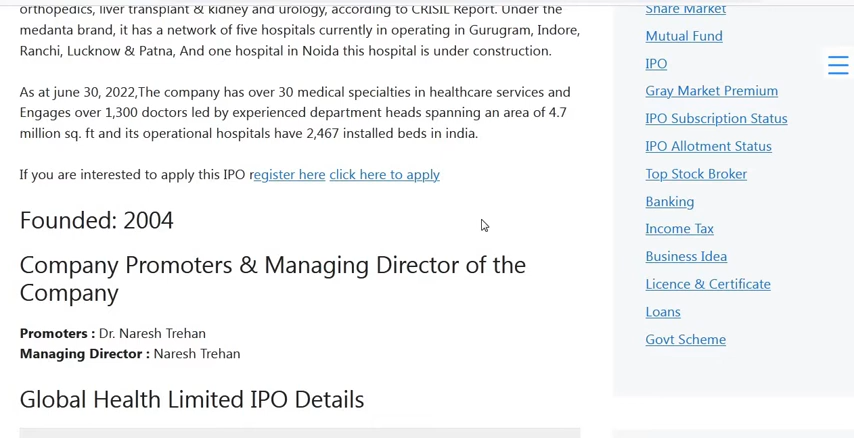 orthopedics, liver transplant & kidney and urology, according to CRISIL Report. Under the
medanta brand, it has a network of five hospitals currently in operating in Gurugram, Indore,
Ranchi, Lucknow & Patna, And one hospital in Noida this hospital is under construction.
As at june 30, 2022,The company has over 30 medical specialties in healthcare services and
Engages over 1,300 doctors led by experienced department heads spanning an area of 4.7
million sq. ft and its operational hospitals have 2,467 installed beds in india.
If you are interested to apply this IPO register here click here to apply
Founded: 2004
Company Promoters & Managing Director of the
Company
Promoters : Dr. Naresh Trehan
Managing Director : Naresh Trehan
Global Health Limited IPO Details
Share Market
Mutual Fund
IPO
Gray Market Premium
IPO Subscription Status
IPO Allotment Status
Top Stock Broker
Banking
Income Tax
Business Idea
Licence & Certificate
Loans
Govt Scheme